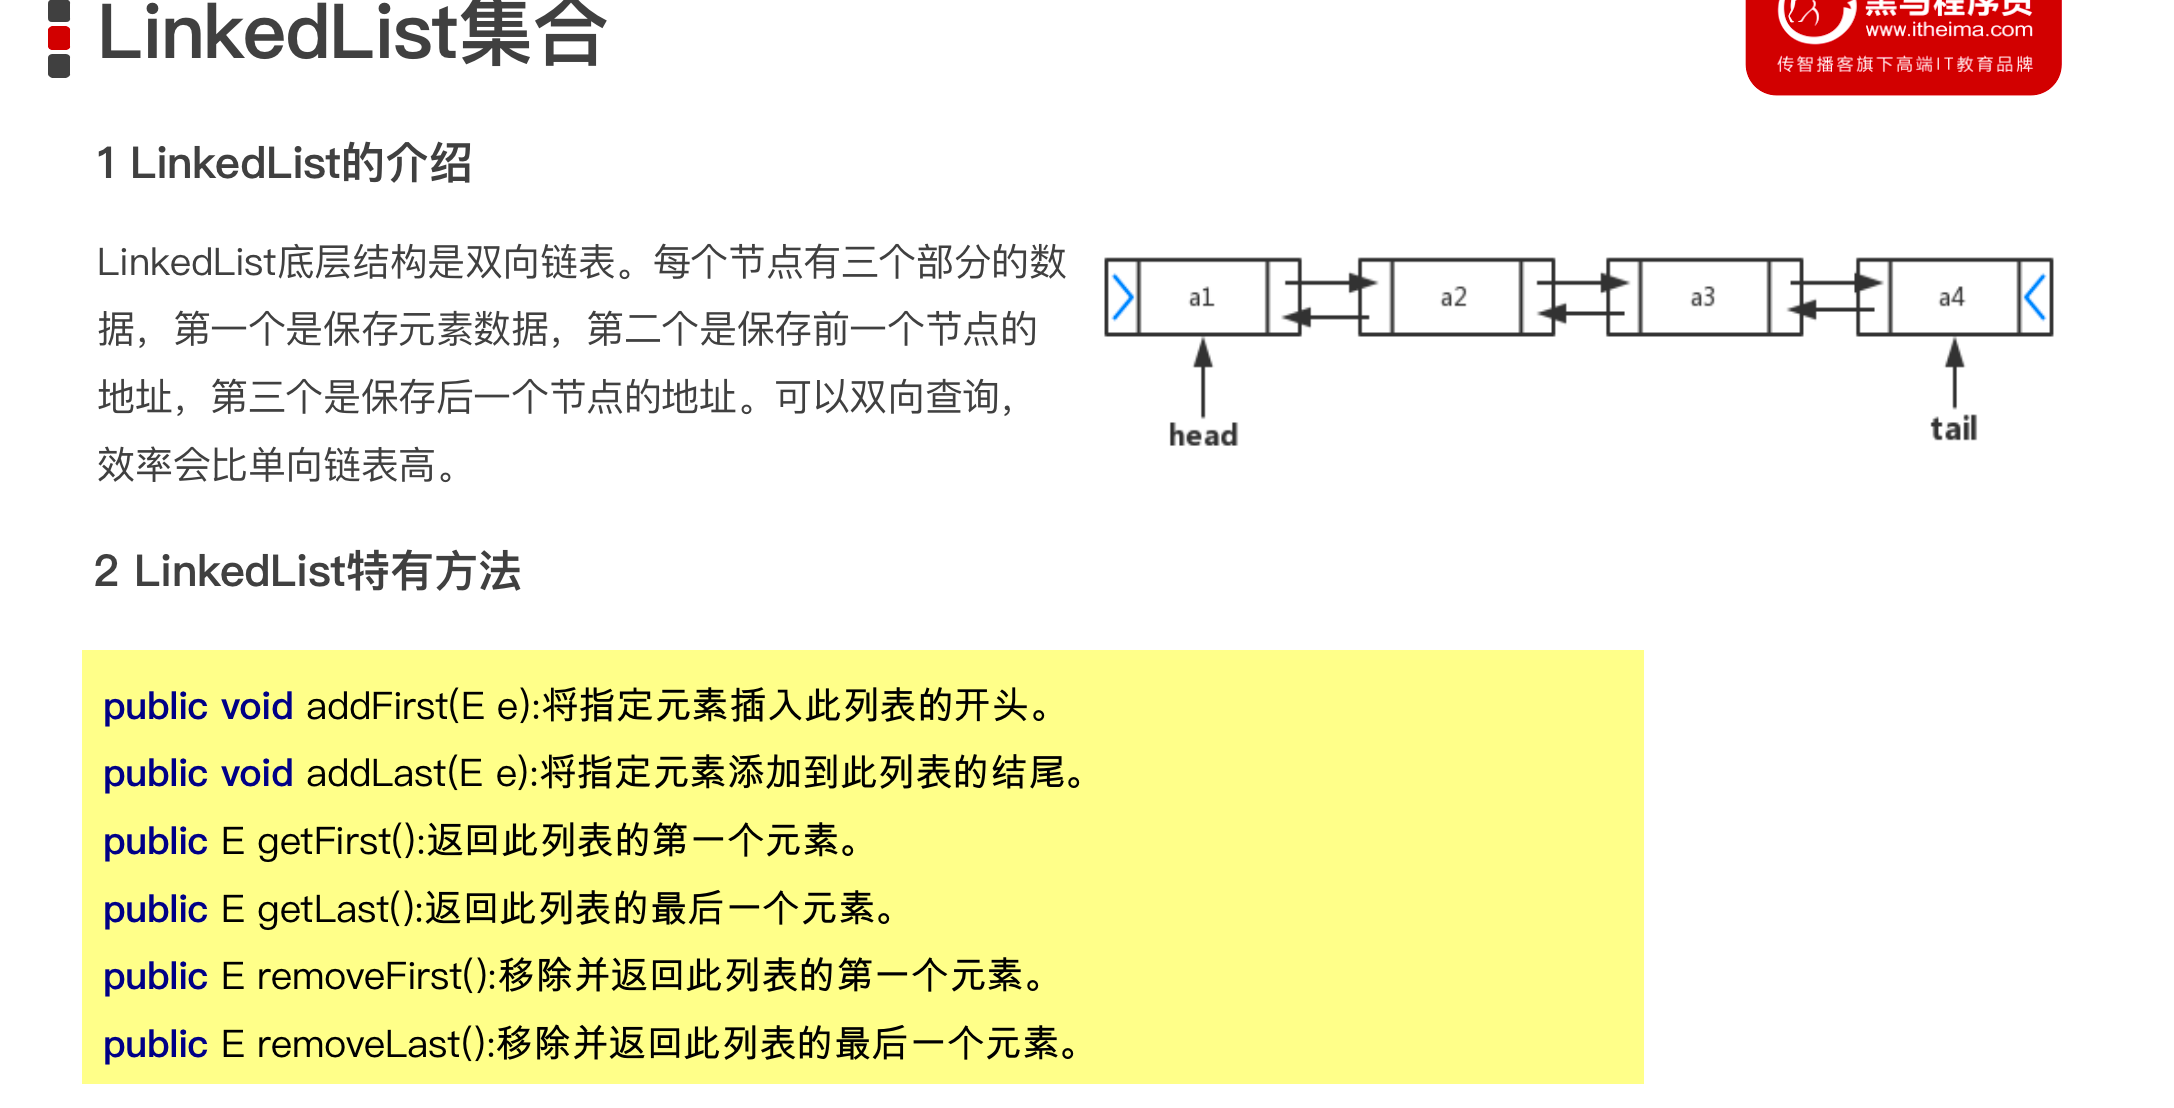 LinkedList集合
黑马程序员
www.itheima.com
传智播客旗下高端IT教育品牌
1 LinkedList的介绍
LinkedList底层结构是双向链表。每个节点有三个部分的数
据，第一个是保存元素数据，第二个是保存前一个节点的
地址，第三个是保存后一个节点的地址。可以双向查询，
效率会比单向链表高。
a1 a2 a3 a4
head
tail
2 LinkedList特有方法
public void addFirst(E e):将指定元素插入此列表的开头。
public void addLast(E e):将指定元素添加到此列表的结尾。
public E getFirst():返回此列表的第一个元素。
public E getLast():返回此列表的最后一个元素。
public E removeFirst():移除并返回此列表的第一个元素。
public E removeLast():移除并返回此列表的最后一个元素。